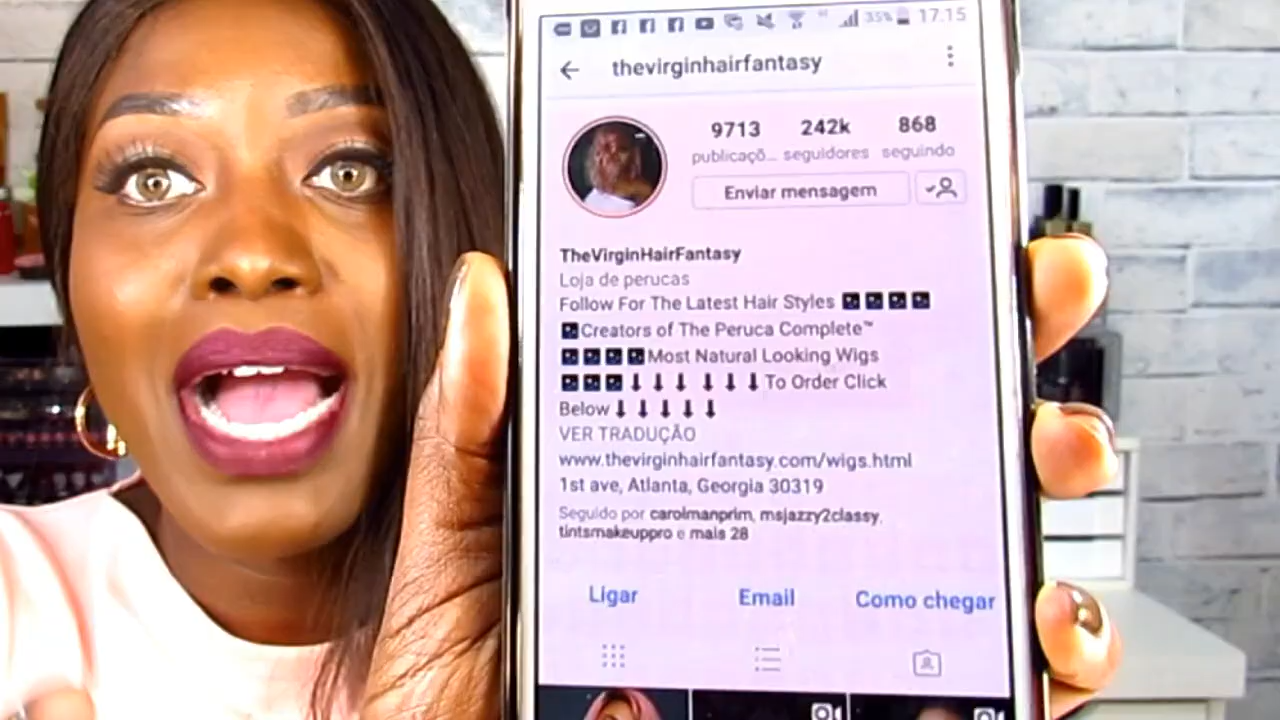 35% 17.15
thevirginhairfantasy
9713 242k 868
publicaçõ... seguidores seguindo
Enviar mensagem
TheVirginHairFantasy
Loja de perucas
Follow For The Latest Hair Styles
Creators of The Peruca Complete™
Most Natural Looking Wigs
⬇⬇⬇⬇⬇⬇To Order Click
Below⬇⬇⬇⬇⬇
VER TRADUÇÃO
www.thevirginhairfantasy.com/wigs.html
1st ave, Atlanta, Georgia 30319
Seguido por carolmanprim, msjazzy2classy,
tintsmakeuppro e mais 28
Ligar Email Como chegar